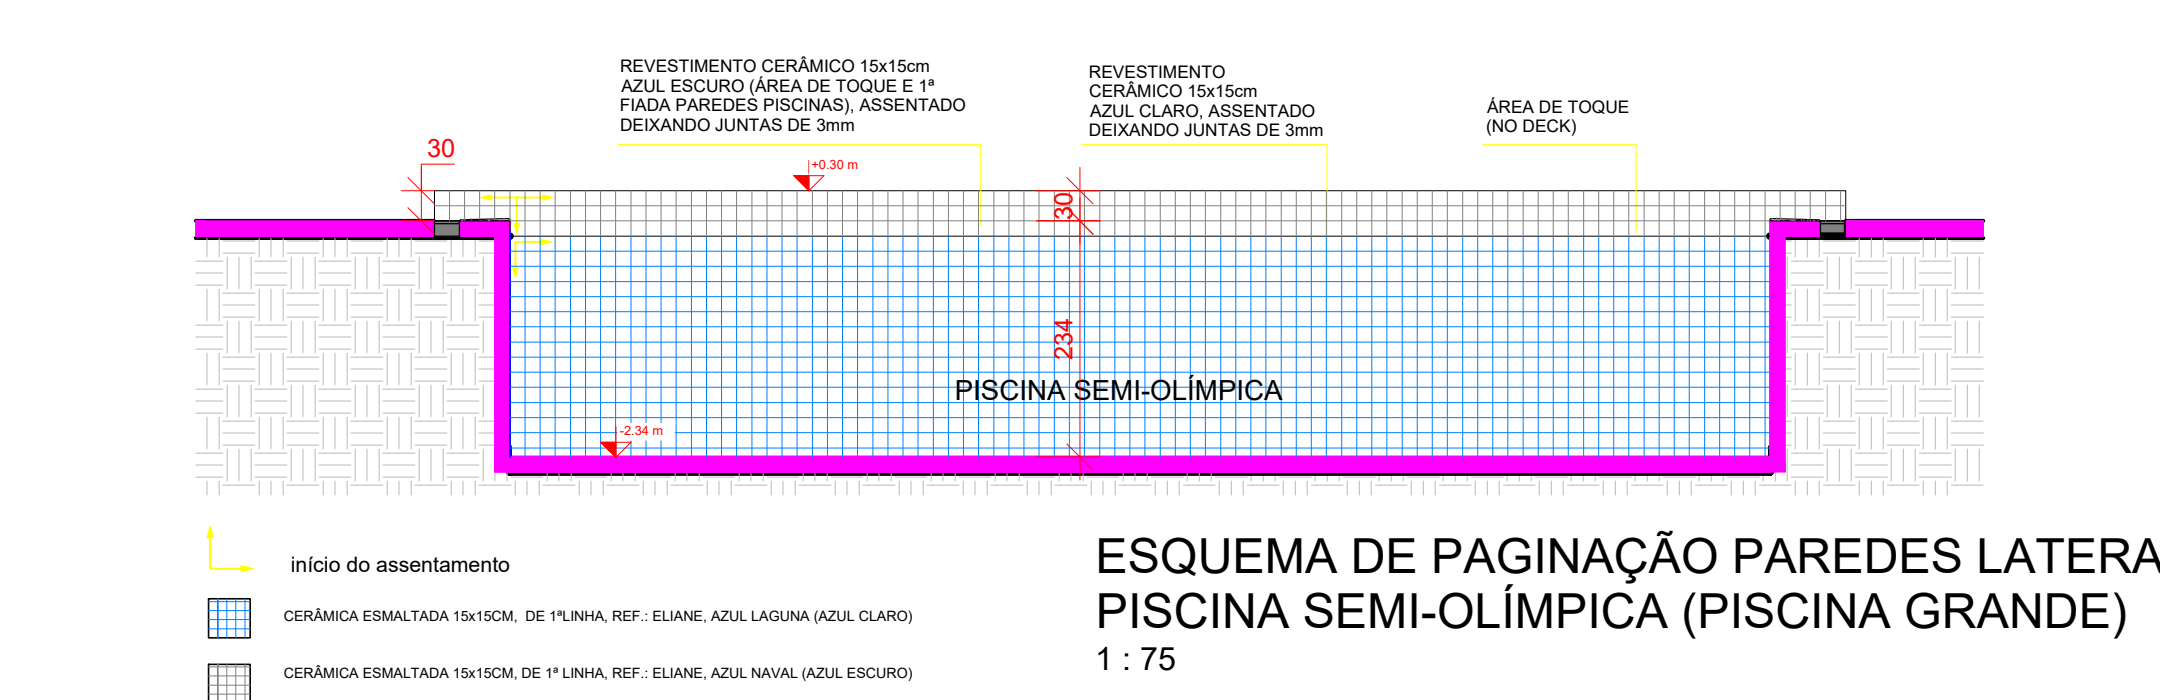 REVESTIMENTO CERÂMICO 15x15cm
AZUL ESCURO (ÁREA DE TOQUE E 1ª
FIADA PAREDES PISCINAS), ASSENTADO
DEIXANDO JUNTAS DE 3mm
REVESTIMENTO
CERÂMICO 15x15cm
AZUL CLARO, ASSENTADO
DEIXANDO JUNTAS DE 3mm
ÁREA DE TOQUE
(NO DECK)
30
+0.30 m
30
234
PISCINA SEMI-OLÍMPICA
-2.34 m
início do assentamento
CERÂMICA ESMALTADA 15x15CM, DE 1ªLINHA, REF.: ELIANE, AZUL LAGUNA (AZUL CLARO)
CERÂMICA ESMALTADA 15x15CM, DE 1ª LINHA, REF.: ELIANE, AZUL NAVAL (AZUL ESCURO)
ESQUEMA DE PAGINAÇÃO PAREDES LATERA
PISCINA SEMI-OLÍMPICA (PISCINA GRANDE)
1 : 75